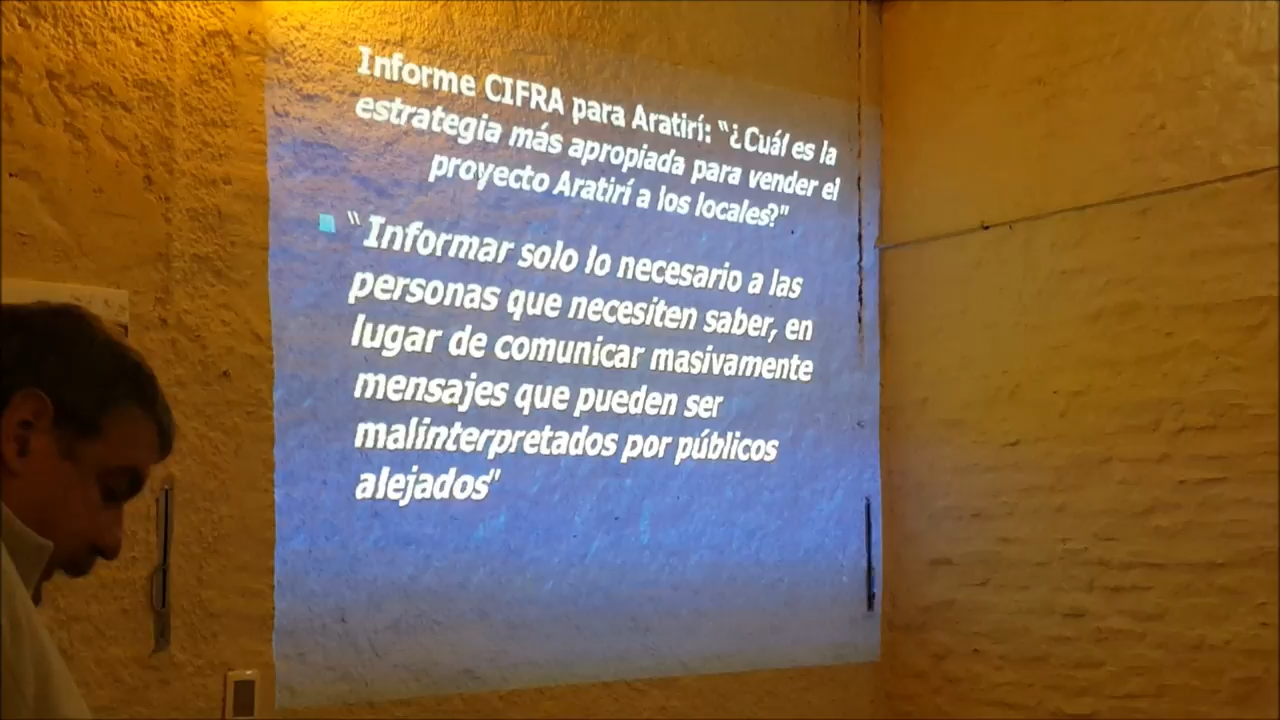 Informe CIFRA para Aratirí: "¿Cuál es la
estrategia más apropiada para vender el
proyecto Aratirí a los locales?"
"Informar solo lo necesario a las
personas que necesiten saber, en
lugar de comunicar masivamente
mensajes que pueden ser
malinterpretados por públicos
alejados"